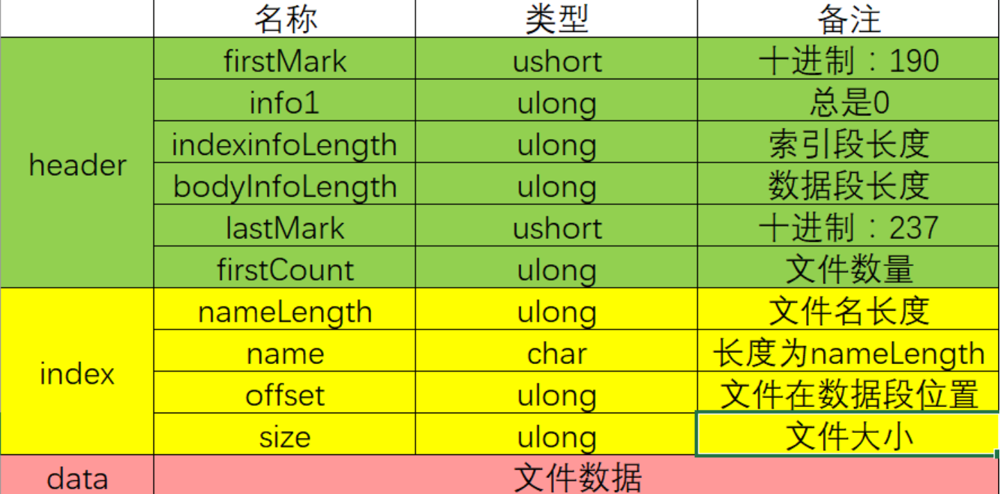 名称 类型 备注
header
firstMark ushort 十进制：190
info1 ulong 总是0
indexinfoLength ulong 索引段长度
bodyInfoLength ulong 数据段长度
lastMark ushort 十进制：237
firstCount ulong 文件数量
index
nameLength ulong 文件名长度
name char 长度为nameLength
offset ulong 文件在数据段位置
size ulong 文件大小
data 文件数据